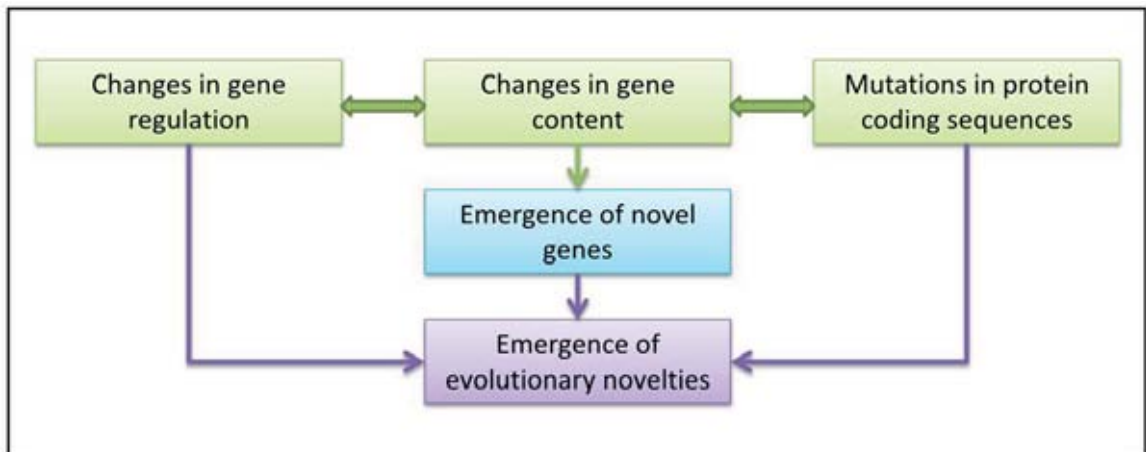 Changes in gene
regulation
Changes in gene
content
Mutations in protein
coding sequences
Emergence of novel
genes
Emergence of
evolutionary novelties